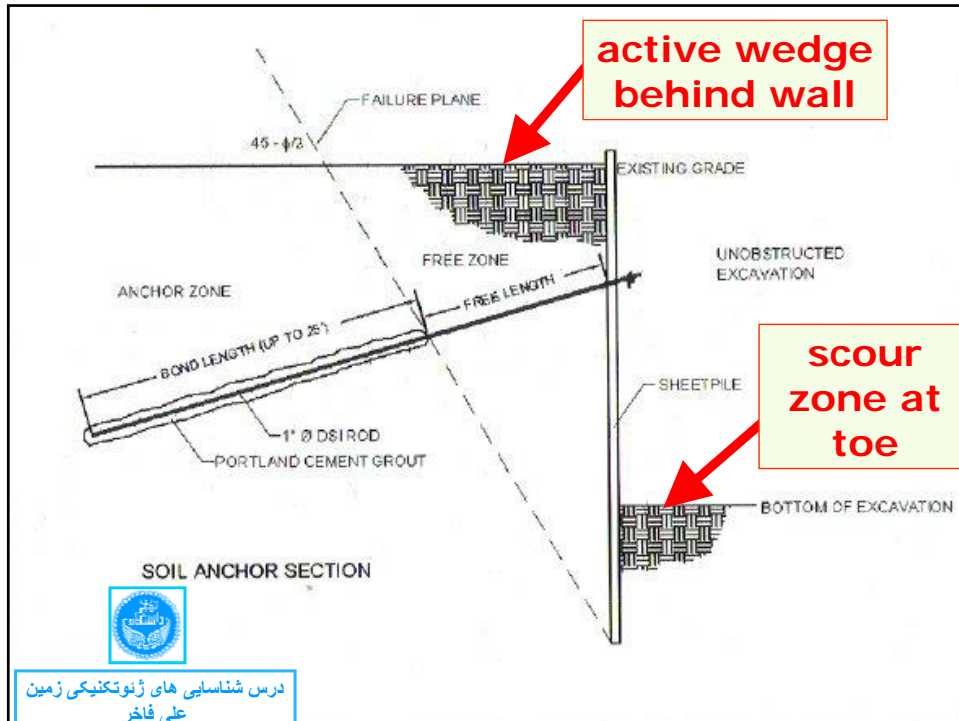 active wedge
behind wall
FAILURE PLANE
45 - ϕ/2
EXISTING GRADE
UNOBSTRUCTED
EXCAVATION
FREE ZONE
ANCHOR ZONE
FREE LENGTH
BOND LENGTH (UP TO 25')
scour
zone at
toe
SHEETPILE
1" Ø DSI ROD
PORTLAND CEMENT GROUT
BOTTOM OF EXCAVATION
SOIL ANCHOR SECTION
درس شناسایی های ژئوتکنیکی زمین
علی فاخر